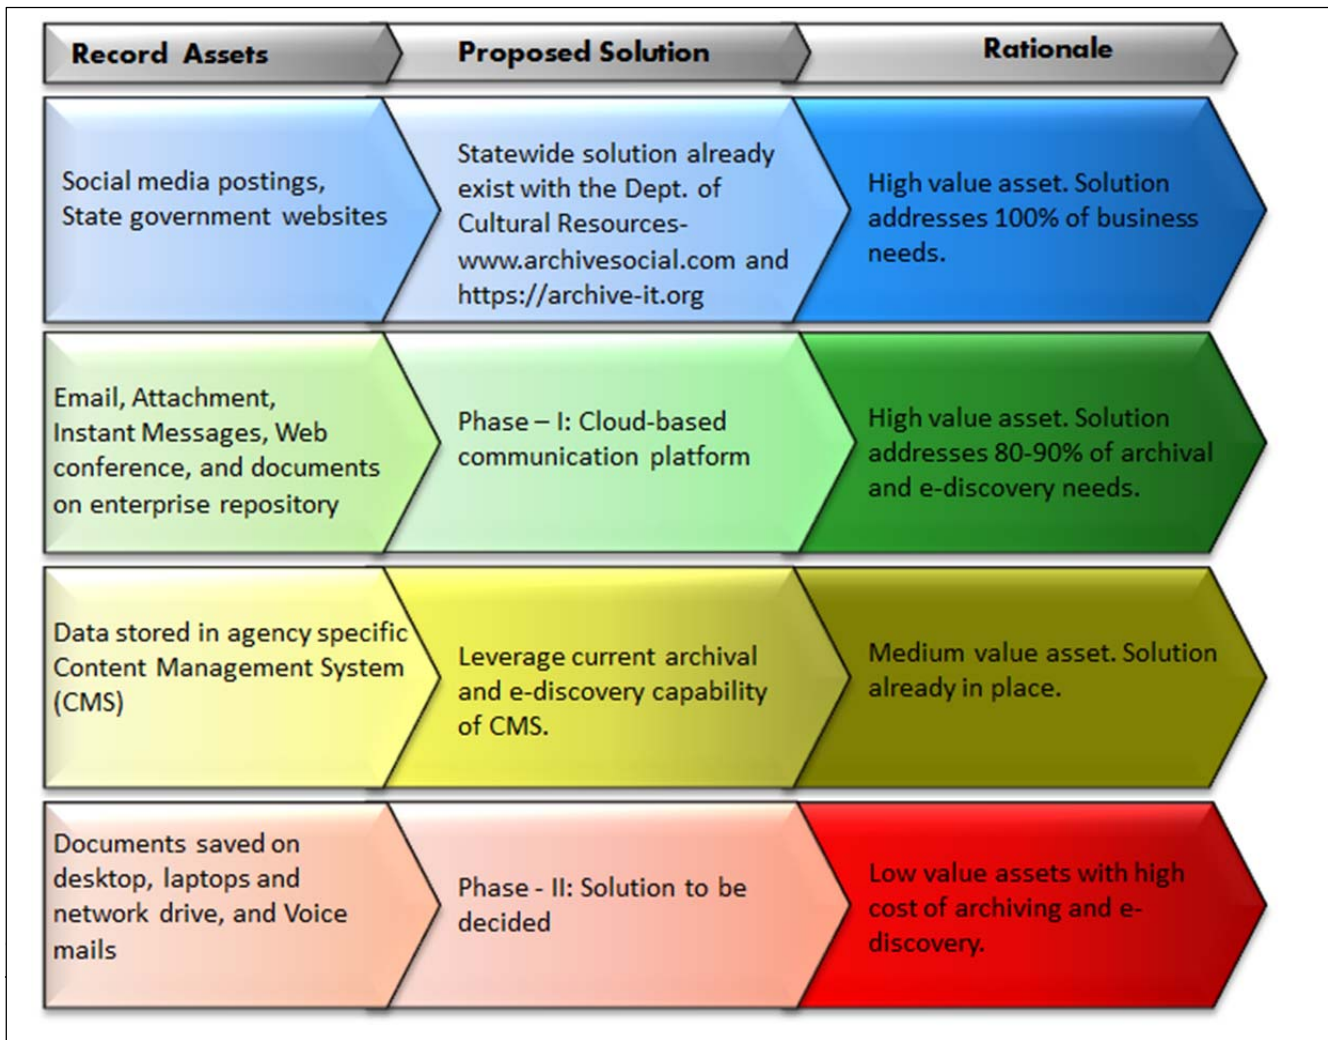 Record Assets
Proposed Solution
Rationale
Social media postings,
State government websites
Statewide solution already
exist with the Dept. of
Cultural Resources-
www.archivesocial.com and
https://archive-it.org
High value asset. Solution
addresses 100% of business
needs.
Email, Attachment,
Instant Messages, Web
conference, and documents
on enterprise repository
Phase – I: Cloud-based
communication platform
High value asset. Solution
addresses 80-90% of archival
and e-discovery needs.
Data stored in agency specific
Content Management System
(CMS)
Leverage current archival
and e-discovery capability
of CMS.
Medium value asset. Solution
already in place.
Documents saved on
desktop, laptops and
network drive, and Voice
mails
Phase - II: Solution to be
decided
Low value assets with high
cost of archiving and e-
discovery.